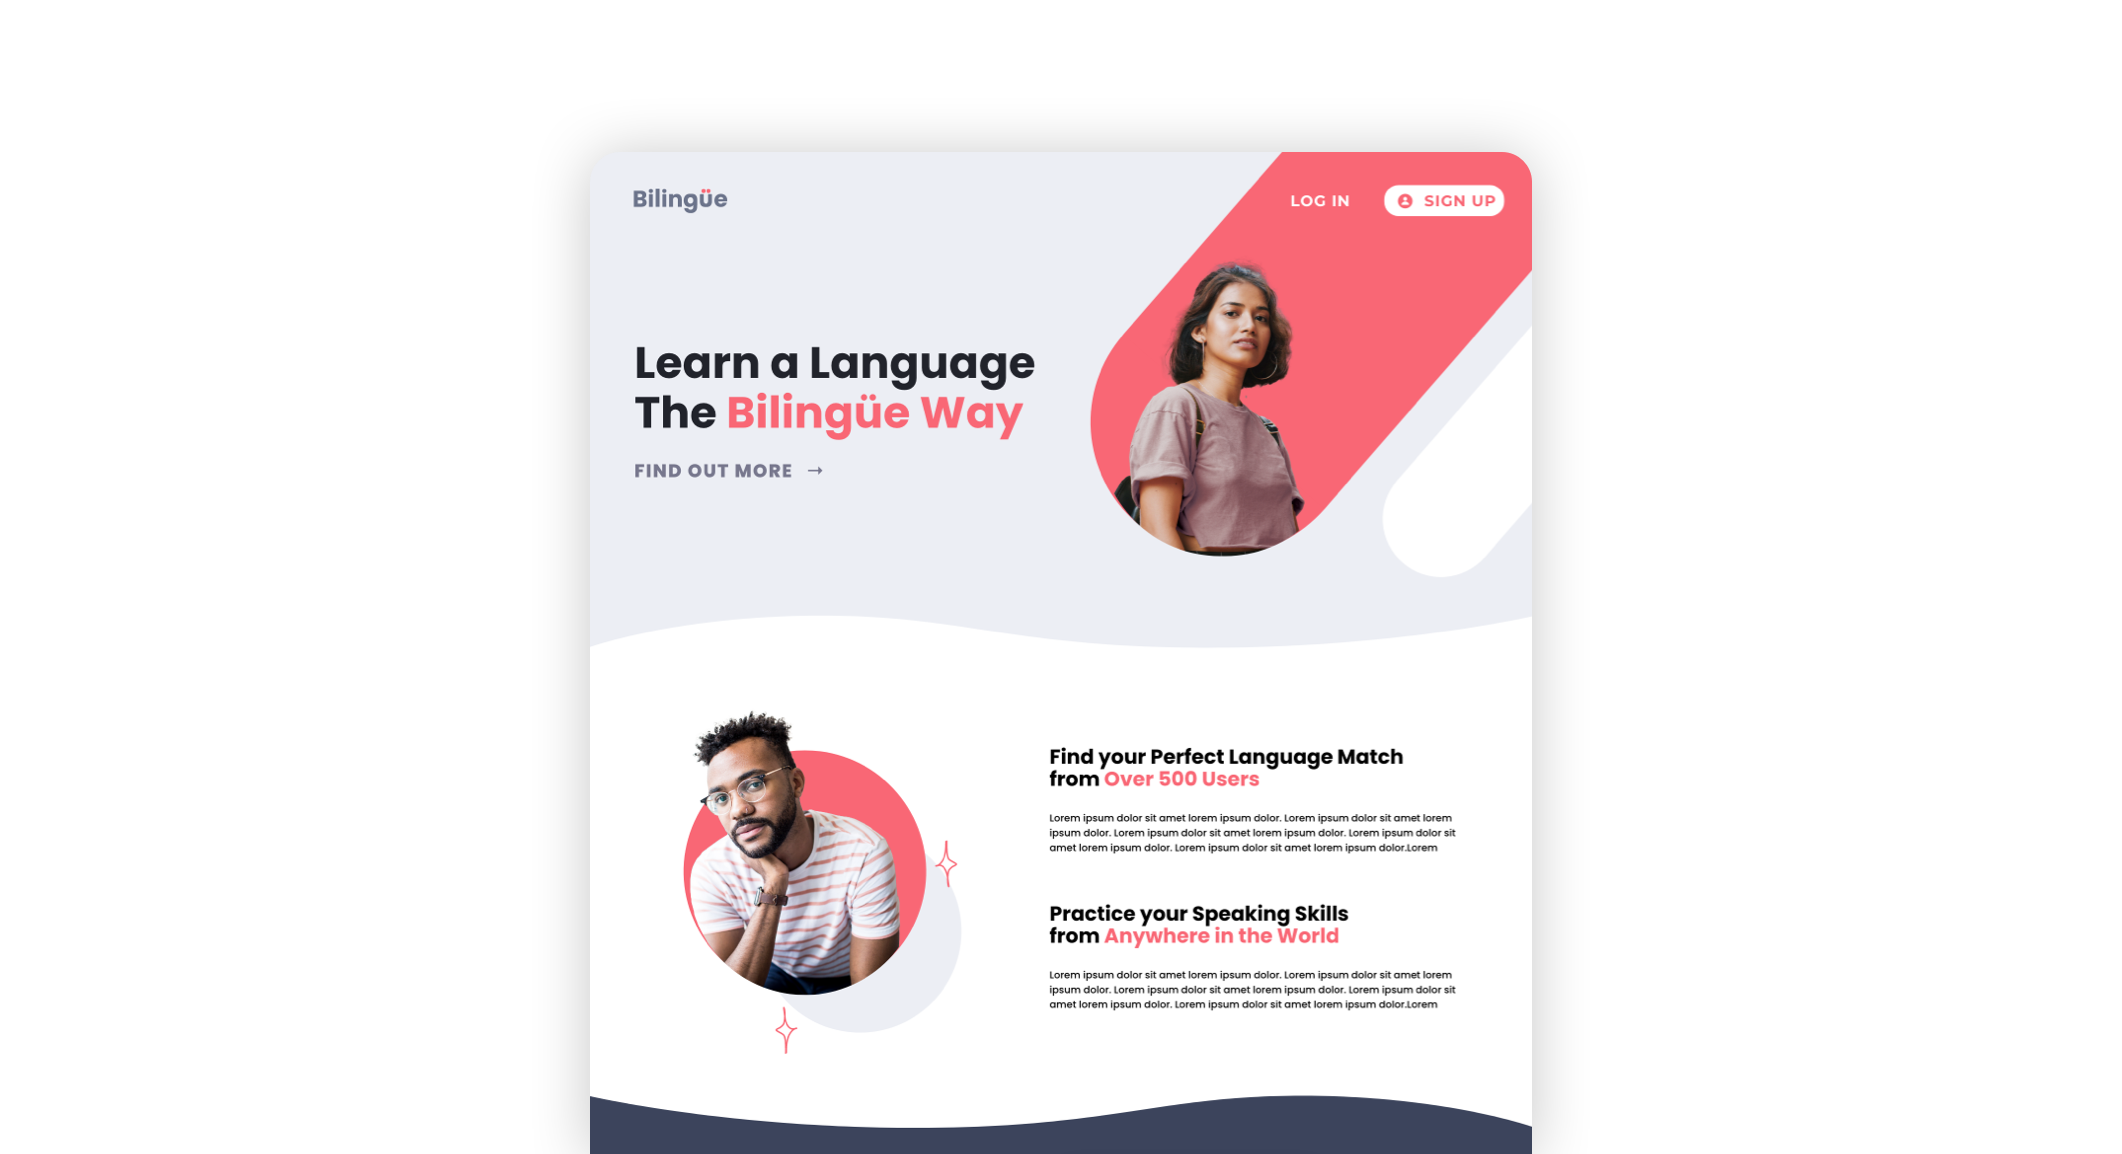 Bilingüe
LOG IN
SIGN UP
Learn a Language
The Bilingüe Way
FIND OUT MORE →
Find your Perfect Language Match
from Over 500 Users
Lorem ipsum dolor sit amet lorem ipsum dolor. Lorem ipsum dolor sit amet lorem
ipsum dolor. Lorem ipsum dolor sit amet lorem ipsum dolor. Lorem ipsum dolor sit
amet lorem ipsum dolor. Lorem ipsum dolor sit amet lorem ipsum dolor.Lorem
Practice your Speaking Skills
from Anywhere in the World
Lorem ipsum dolor sit amet lorem ipsum dolor. Lorem ipsum dolor sit amet lorem
ipsum dolor. Lorem ipsum dolor sit amet lorem ipsum dolor. Lorem ipsum dolor sit
amet lorem ipsum dolor. Lorem ipsum dolor sit amet lorem ipsum dolor.Lorem